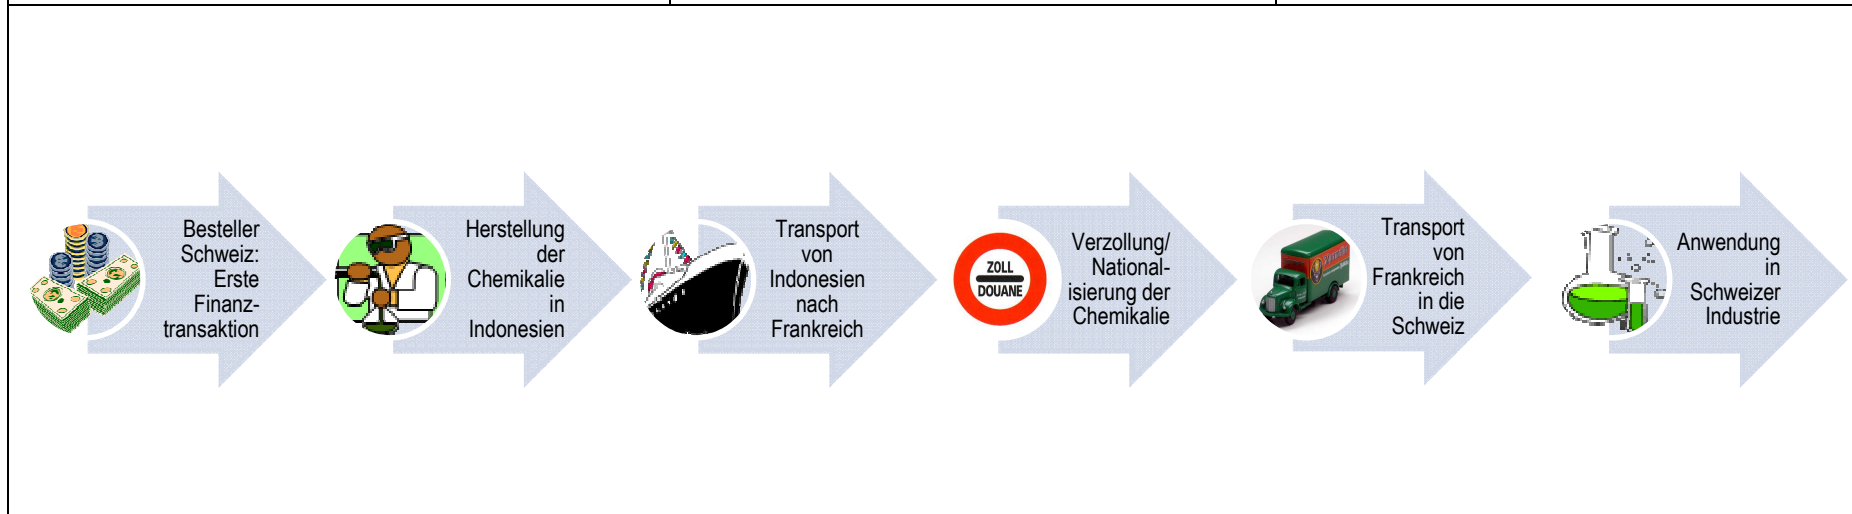 Besteller
Schweiz:
Erste
Finanz-
transaktion
Herstellung
der
Chemikalie
in
Indonesien
Transport
von
Indonesien
nach
Frankreich
ZOLL
DOUANE
Verzollung/
National-
isierung der
Chemikalie
Transport
von
Frankreich
in die
Schweiz
Anwendung
in
Schweizer
Industrie